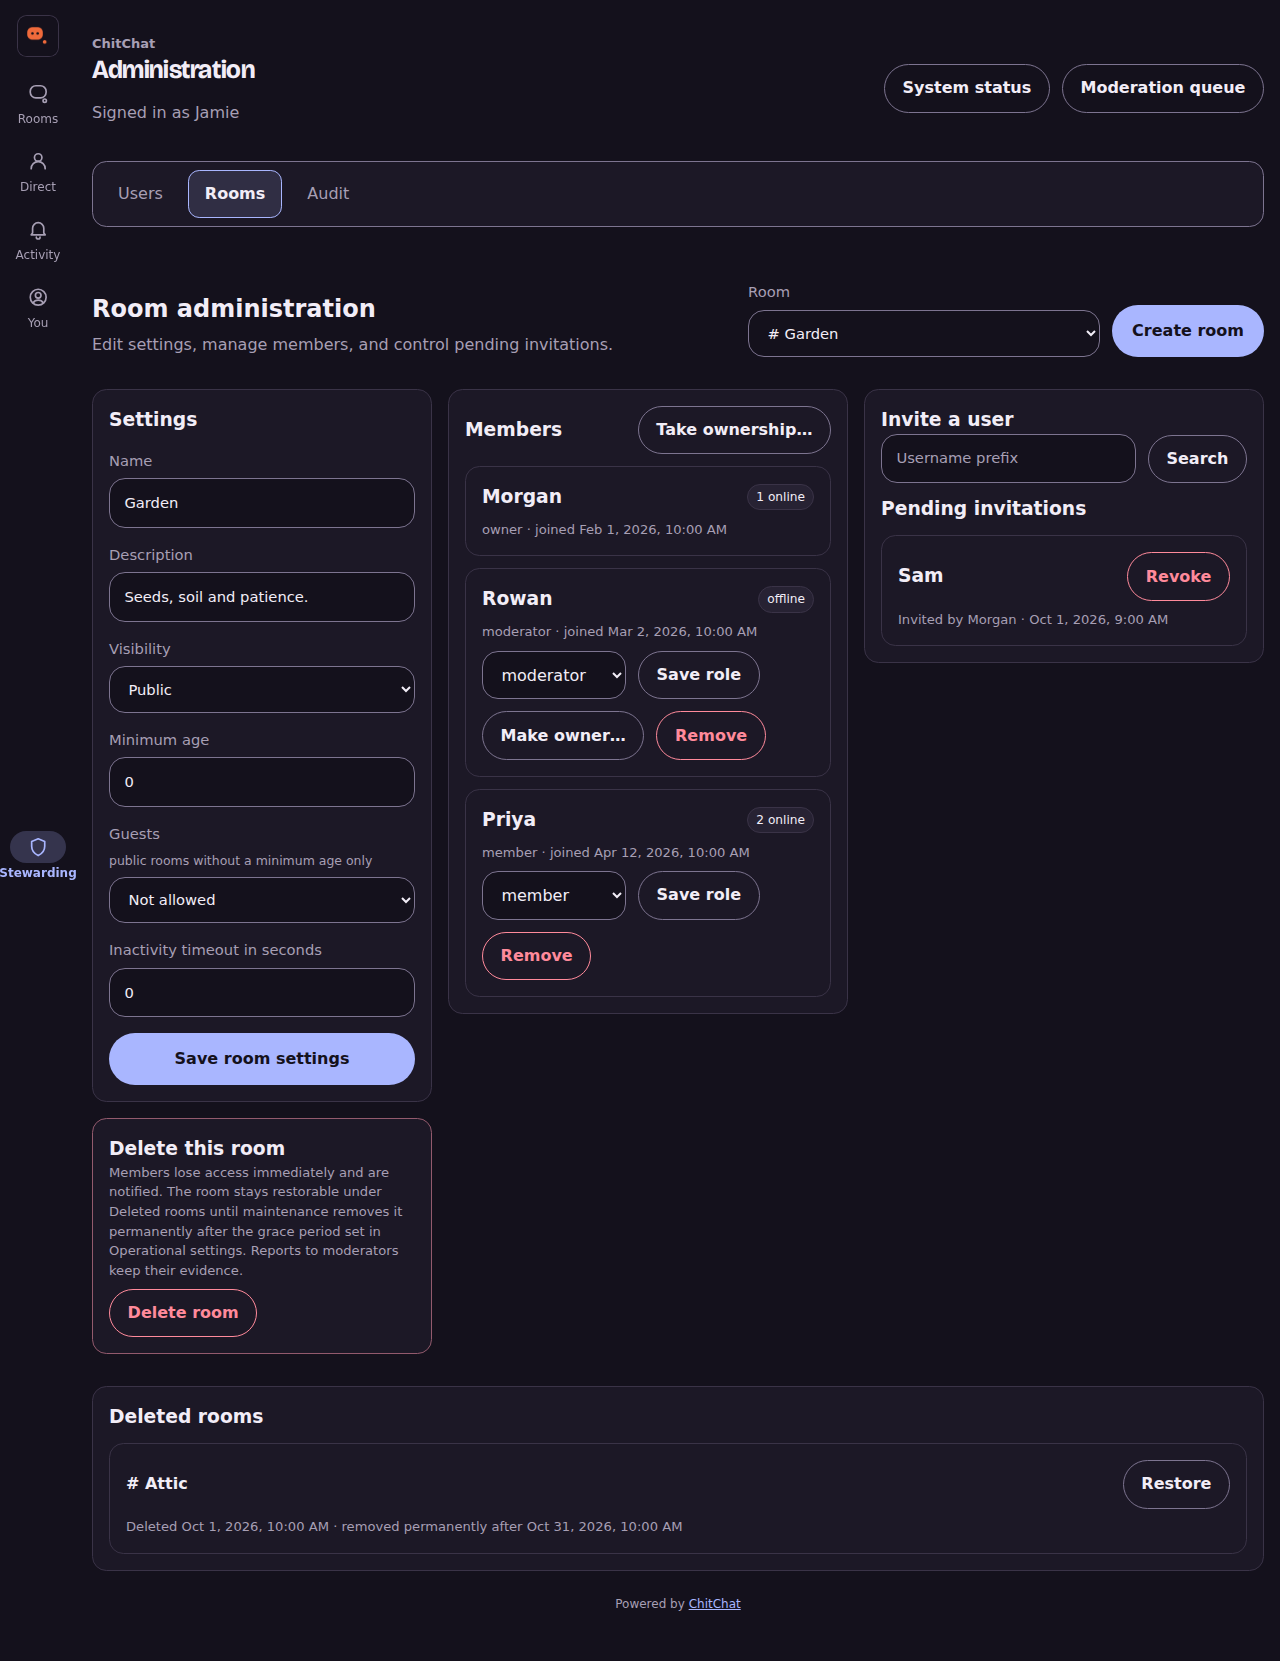 ChitChat
Administration
Signed in as Jamie
System status
Moderation queue
Rooms
Direct
Activity
You
Stewarding
Users
Rooms
Audit
Room administration
Edit settings, manage members, and control pending invitations.
Room
# Garden
Create room
Settings
Name
Garden
Description
Seeds, soil and patience.
Visibility
Public
Minimum age
0
Guests
public rooms without a minimum age only
Not allowed
Inactivity timeout in seconds
0
Save room settings
Delete this room
Members lose access immediately and are
notified. The room stays restorable under
Deleted rooms until maintenance removes it
permanently after the grace period set in
Operational settings. Reports to moderators
keep their evidence.
Delete room
Members
Take ownership…
Morgan
1 online
owner · joined Feb 1, 2026, 10:00 AM
Rowan
offline
moderator · joined Mar 2, 2026, 10:00 AM
moderator
Save role
Make owner…
Remove
Priya
2 online
member · joined Apr 12, 2026, 10:00 AM
member
Save role
Remove
Invite a user
Username prefix
Search
Pending invitations
Sam
Revoke
Invited by Morgan · Oct 1, 2026, 9:00 AM
Deleted rooms
# Attic
Restore
Deleted Oct 1, 2026, 10:00 AM · removed permanently after Oct 31, 2026, 10:00 AM
Powered by ChitChat